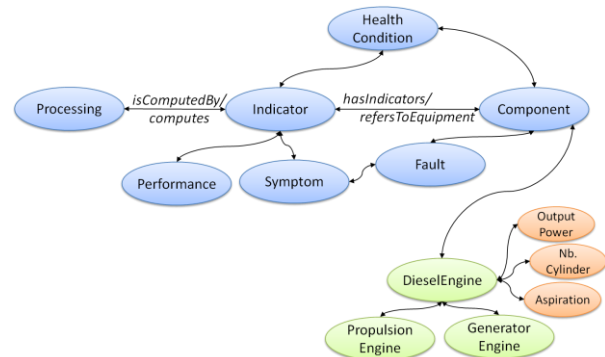 Health
Condition
Processing
isComputedBy/
computes
Indicator
hasIndicators/
refersToEquipment
Component
Performance
Symptom
Fault
Output
Power
DieselEngine
Nb.
Cylinder
Aspiration
Propulsion
Engine
Generator
Engine